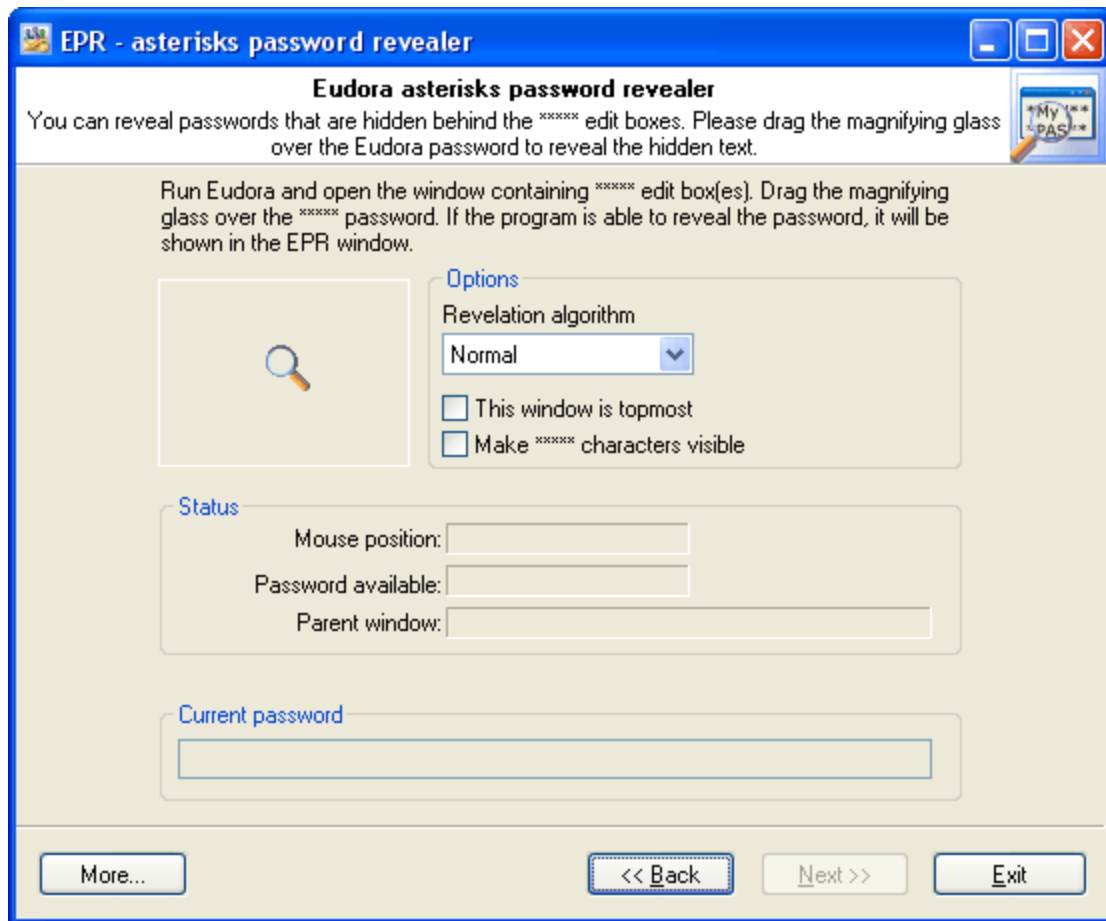 EPR - asterisks password revealer
Eudora asterisks password revealer
You can reveal passwords that are hidden behind the ***** edit boxes. Please drag the magnifying glass
over the Eudora password to reveal the hidden text.
*My**
*PAS*
Run Eudora and open the window containing ***** edit box(es). Drag the magnifying
glass over the ***** password. If the program is able to reveal the password, it will be
shown in the EPR window.
Options
Revelation algorithm
Normal
This window is topmost
Make ***** characters visible
Status
Mouse position:
Password available:
Parent window:
Current password
More...
<< Back
Next >>
Exit